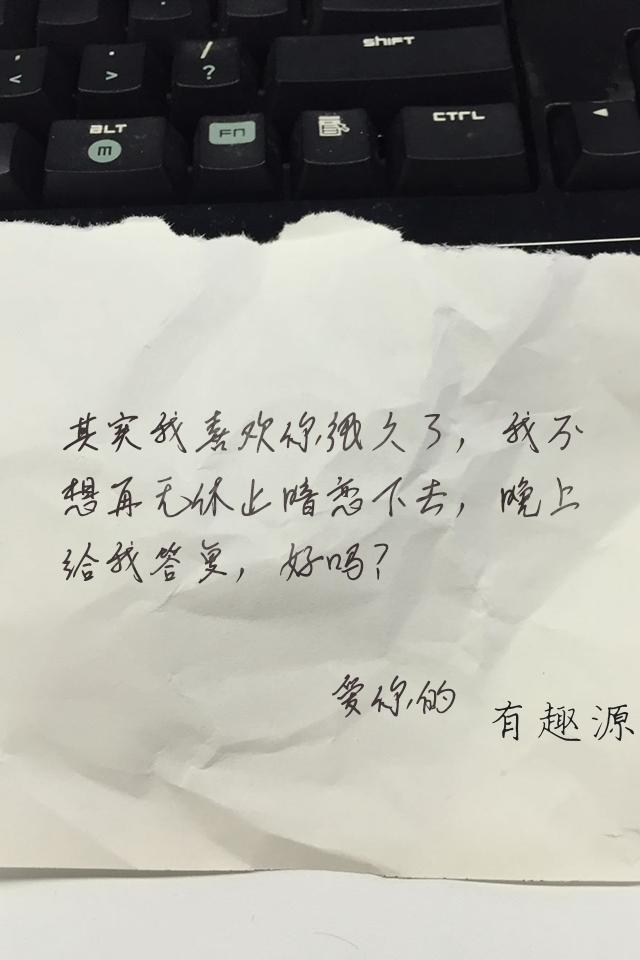 <
>
/
?
SHIFT
ALT
M
FN
CTRL
其实我喜欢你很久了，我不
想再无休止暗恋下去，晚上
给我答复，好吗？
爱你的 有趣源